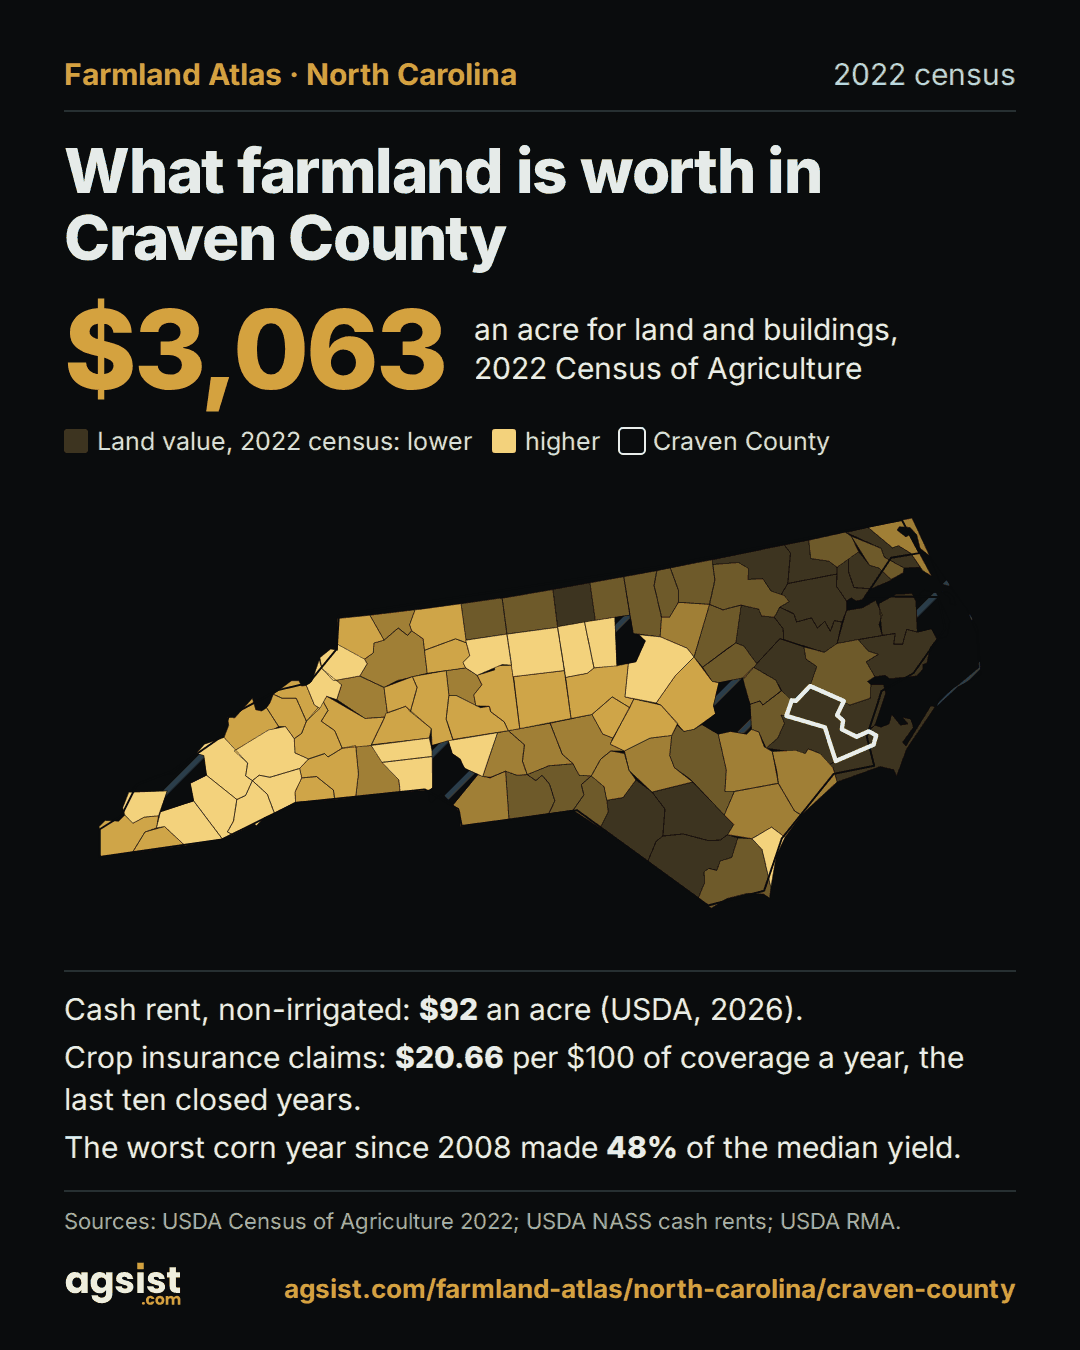 Farmland Atlas · North Carolina
2022 census
What farmland is worth in
Craven County
$3,063
an acre for land and buildings,
2022 Census of Agriculture
Land value, 2022 census: lower
higher
Craven County
Cash rent, non-irrigated: $92 an acre (USDA, 2026).
Crop insurance claims: $20.66 per $100 of coverage a year, the
last ten closed years.
The worst corn year since 2008 made 48% of the median yield.
Sources: USDA Census of Agriculture 2022; USDA NASS cash rents; USDA RMA.
agsist
.com
agsist.com/farmland-atlas/north-carolina/craven-county